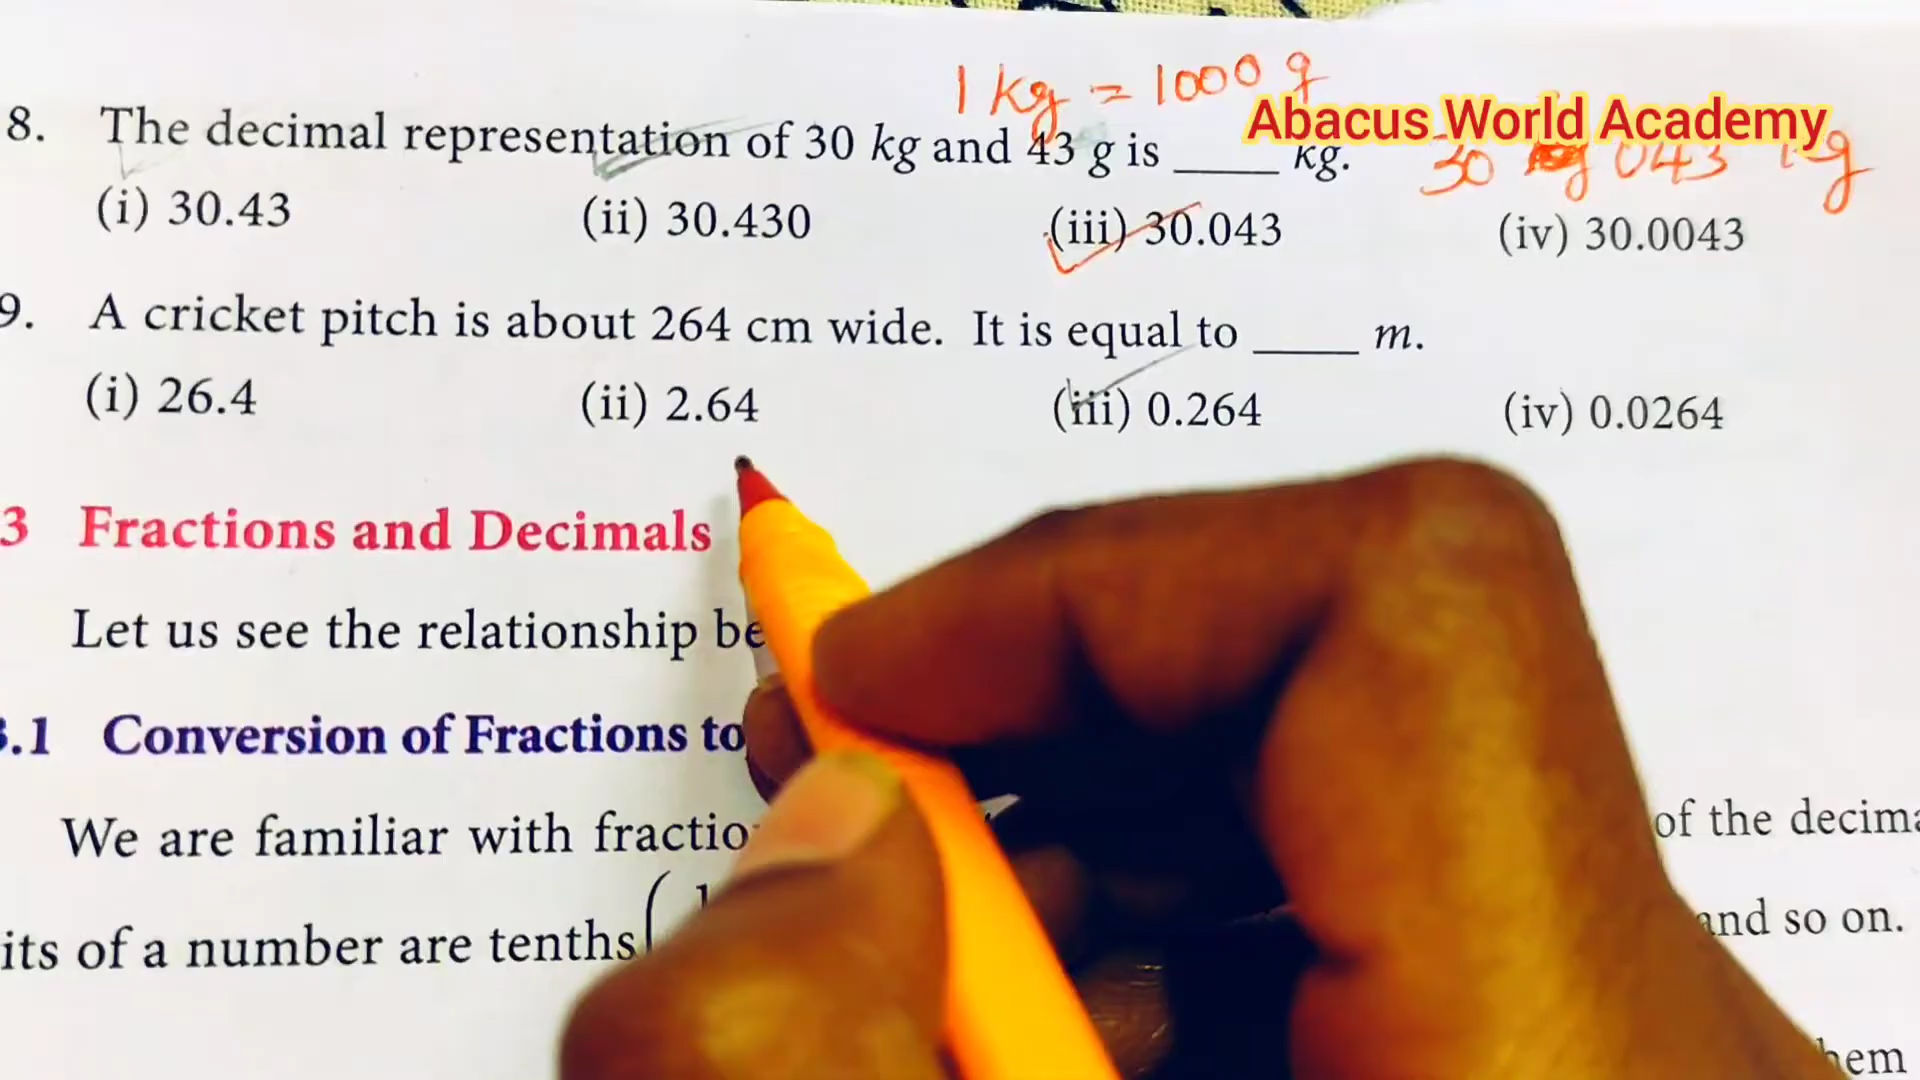 1 kg = 1000 g
Abacus World Academy
8. The decimal representation of 30 kg and 43 g is _____ kg.
30 043 kg
(i) 30.43 (ii) 30.430 (iii) 30.043 (iv) 30.0043
9. A cricket pitch is about 264 cm wide. It is equal to _____ m.
(i) 26.4 (ii) 2.64 (iii) 0.264 (iv) 0.0264
3 Fractions and Decimals
Let us see the relationship be
.1 Conversion of Fractions to
We are familiar with fractio of the decima
its of a number are tenths( 1 and so on.
hem